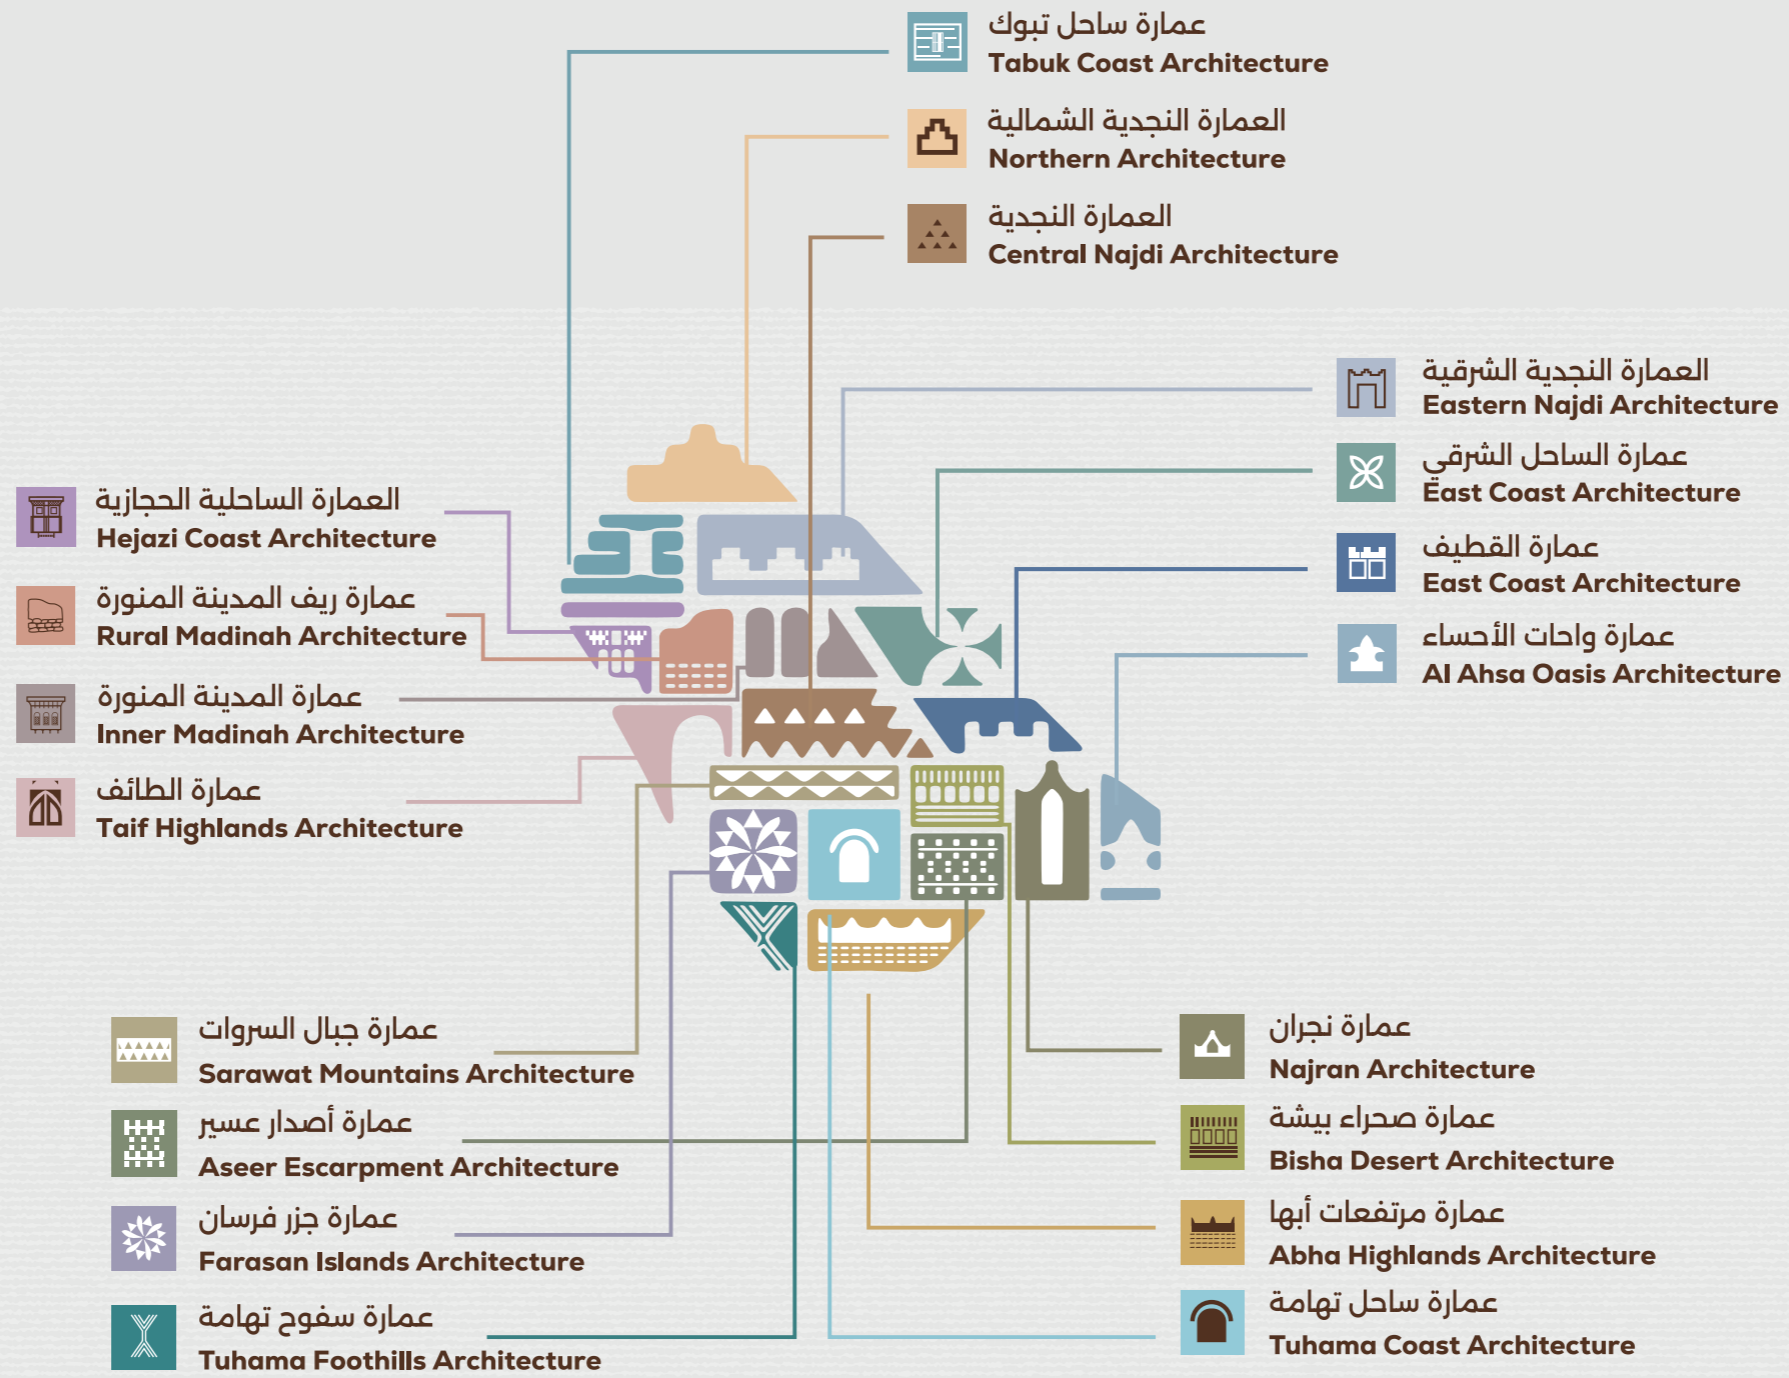 عمارة ساحل تبوك
Tabuk Coast Architecture
العمارة النجدية الشمالية
Northern Architecture
العمارة النجدية
Central Najdi Architecture
العمارة النجدية الشرقية
Eastern Najdi Architecture
عمارة الساحل الشرقي
East Coast Architecture
عمارة القطيف
East Coast Architecture
عمارة واحات الأحساء
Al Ahsa Oasis Architecture
العمارة الساحلية الحجازية
Hejazi Coast Architecture
عمارة ريف المدينة المنورة
Rural Madinah Architecture
عمارة المدينة المنورة
Inner Madinah Architecture
عمارة الطائف
Taif Highlands Architecture
عمارة جبال السروات
Sarawat Mountains Architecture
عمارة أصدار عسير
Aseer Escarpment Architecture
عمارة جزر فرسان
Farasan Islands Architecture
عمارة سفوح تهامة
Tuhama Foothills Architecture
عمارة نجران
Najran Architecture
عمارة صحراء بيشة
Bisha Desert Architecture
عمارة مرتفعات أبها
Abha Highlands Architecture
عمارة ساحل تهامة
Tuhama Coast Architecture